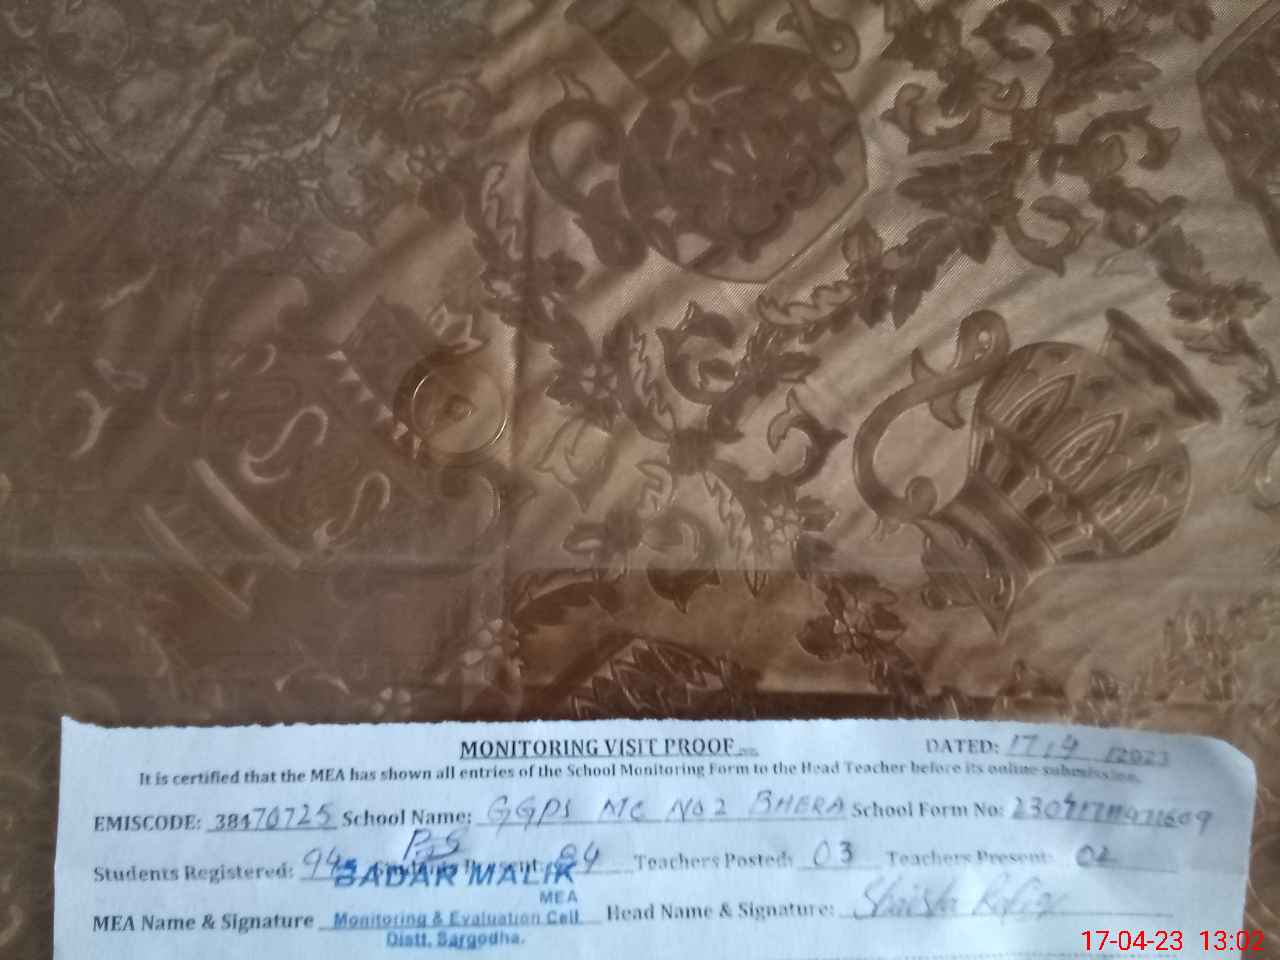 MONITORING VISIT PROOF
DATED: 17/4/2023
It is certified that the MEA has shown all entries of the School Monitoring Form to the Head Teacher before its online submission.
EMISCODE: 38470725 School Name: GGPS MC No 2 BHERA School Form No:
Students Registered: 94 Students Present: 84 Teachers Posted: 03 Teachers Present: 02
BADAR MALIK
MEA
MEA Name & Signature Monitoring & Evaluation Cell Head Name & Signature: Shaista
Distt. Sargodha.
17-04-23 13:02